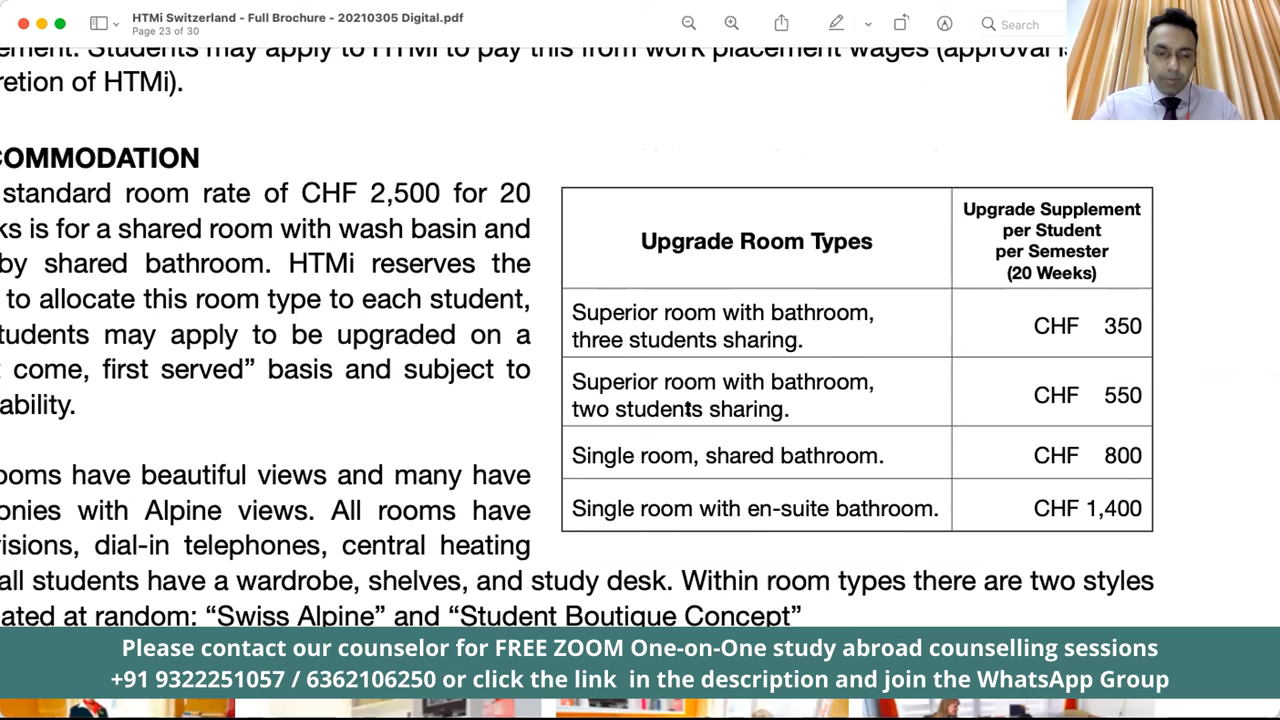 HTMi Switzerland - Full Brochure - 20210305 Digital.pdf
Page 23 of 30
Search
ement. Students may apply to HTMi to pay this from work placement wages (approval i
retion of HTMi).
COMMODATION
standard room rate of CHF 2,500 for 20
ks is for a shared room with wash basin and
by shared bathroom. HTMi reserves the
to allocate this room type to each student,
tudents may apply to be upgraded on a
t come, first served” basis and subject to
ability.
ooms have beautiful views and many have
onies with Alpine views. All rooms have
visions, dial-in telephones, central heating
all students have a wardrobe, shelves, and study desk. Within room types there are two styles
ated at random: “Swiss Alpine” and “Student Boutique Concept”
Upgrade Room Types
Upgrade Supplement
per Student
per Semester
(20 Weeks)
Superior room with bathroom,
three students sharing.
CHF 350
Superior room with bathroom,
two students sharing.
CHF 550
Single room, shared bathroom.
CHF 800
Single room with en-suite bathroom.
CHF 1,400
Please contact our counselor for FREE ZOOM One-on-One study abroad counselling sessions
+91 9322251057 / 6362106250 or click the link in the description and join the WhatsApp Group